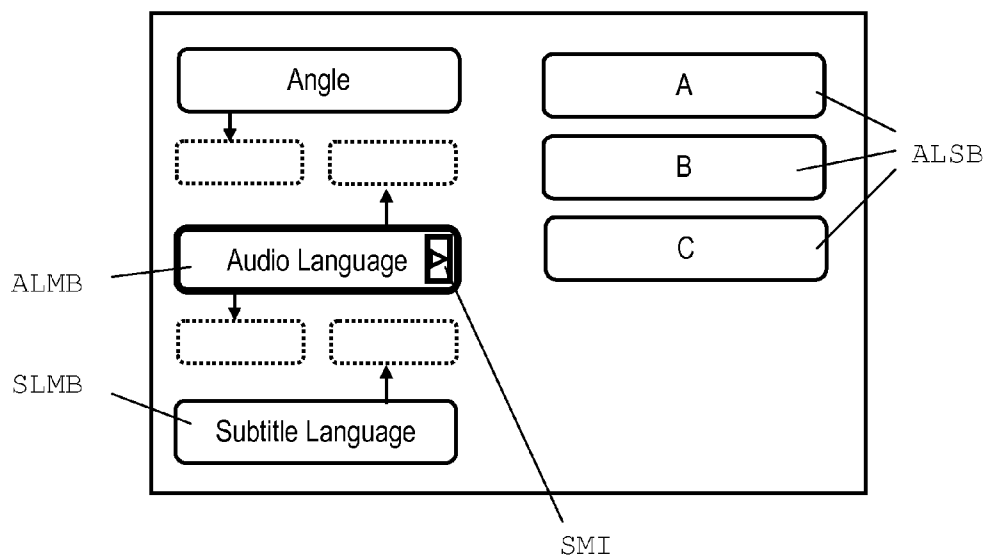 Angle
A
ALSB
B
Audio Language
C
ALMB
SLMB
Subtitle Language
SMI